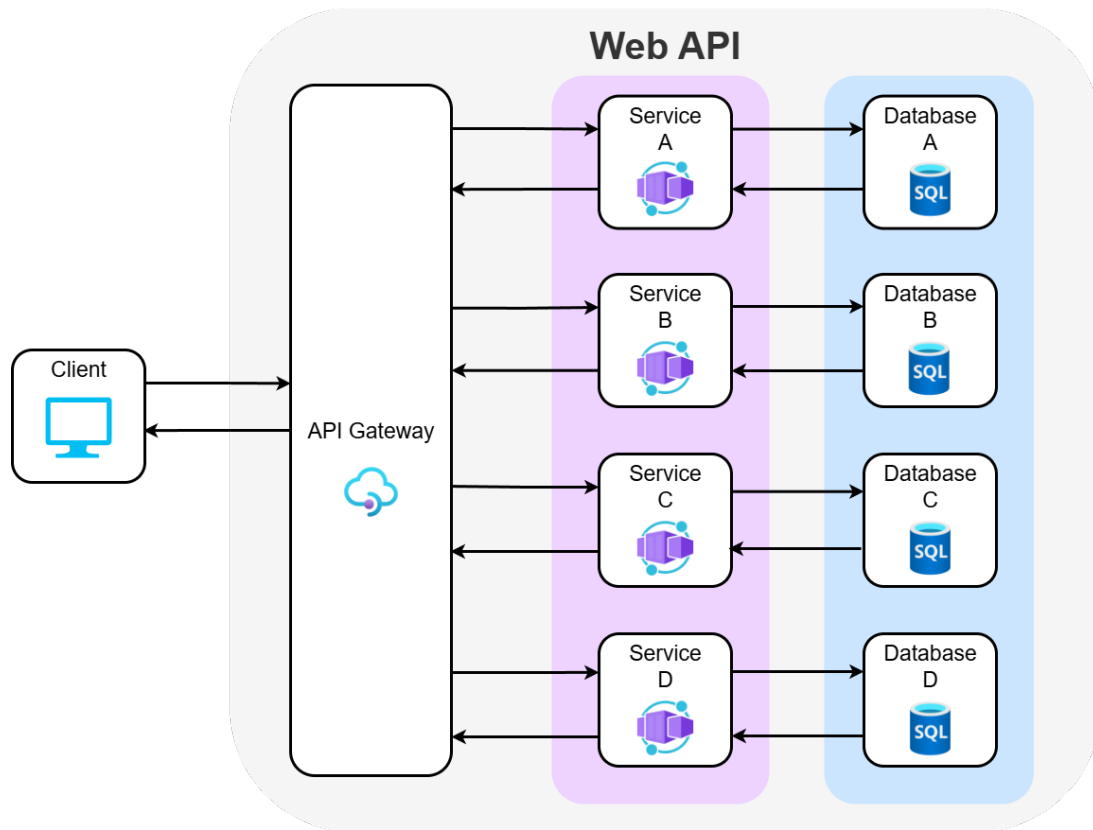 Web API
Client
API Gateway
Service
A
Database
A
SQL
Service
B
Database
B
SQL
Service
C
Database
C
SQL
Service
D
Database
D
SQL